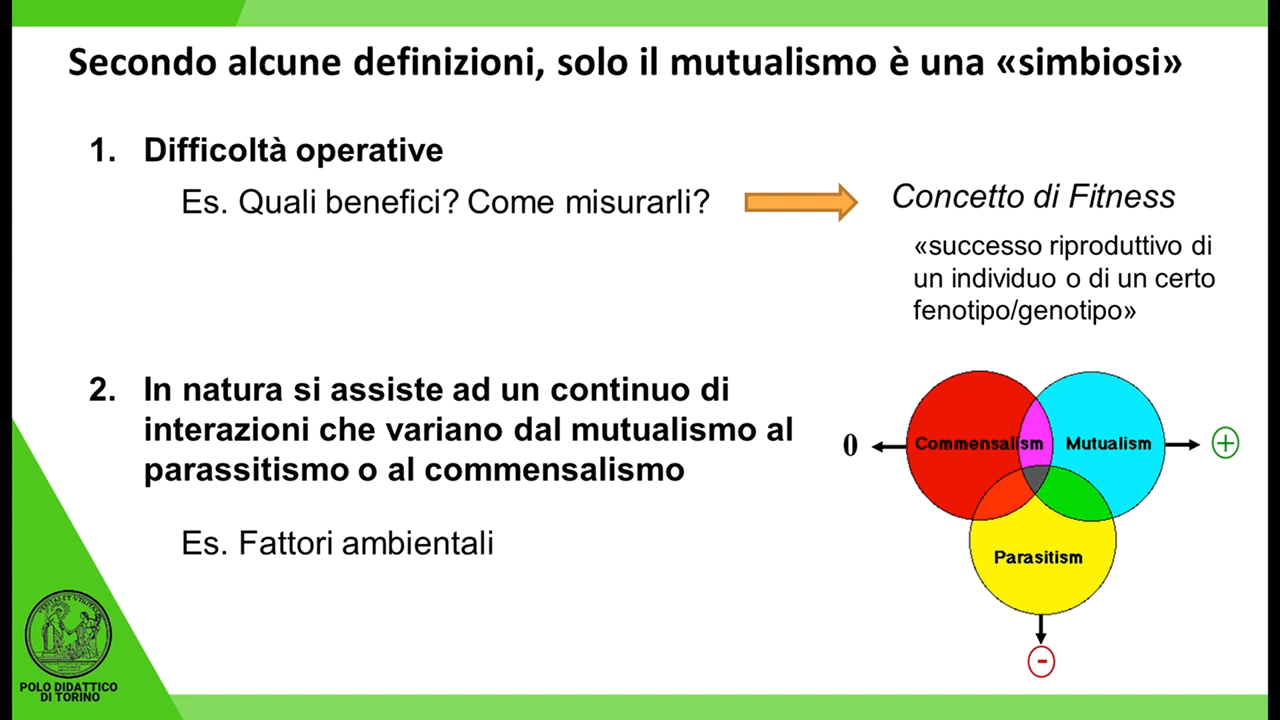 Secondo alcune definizioni, solo il mutualismo è una «simbiosi»
1. Difficoltà operative
Es. Quali benefici? Come misurarli?
Concetto di Fitness
«successo riproduttivo di
un individuo o di un certo
fenotipo/genotipo»
2. In natura si assiste ad un continuo di
interazioni che variano dal mutualismo al
parassitismo o al commensalismo
Es. Fattori ambientali
0
Commensalism
Mutualism
+
Parasitism
-
POLO DIDATTICO
DI TORINO